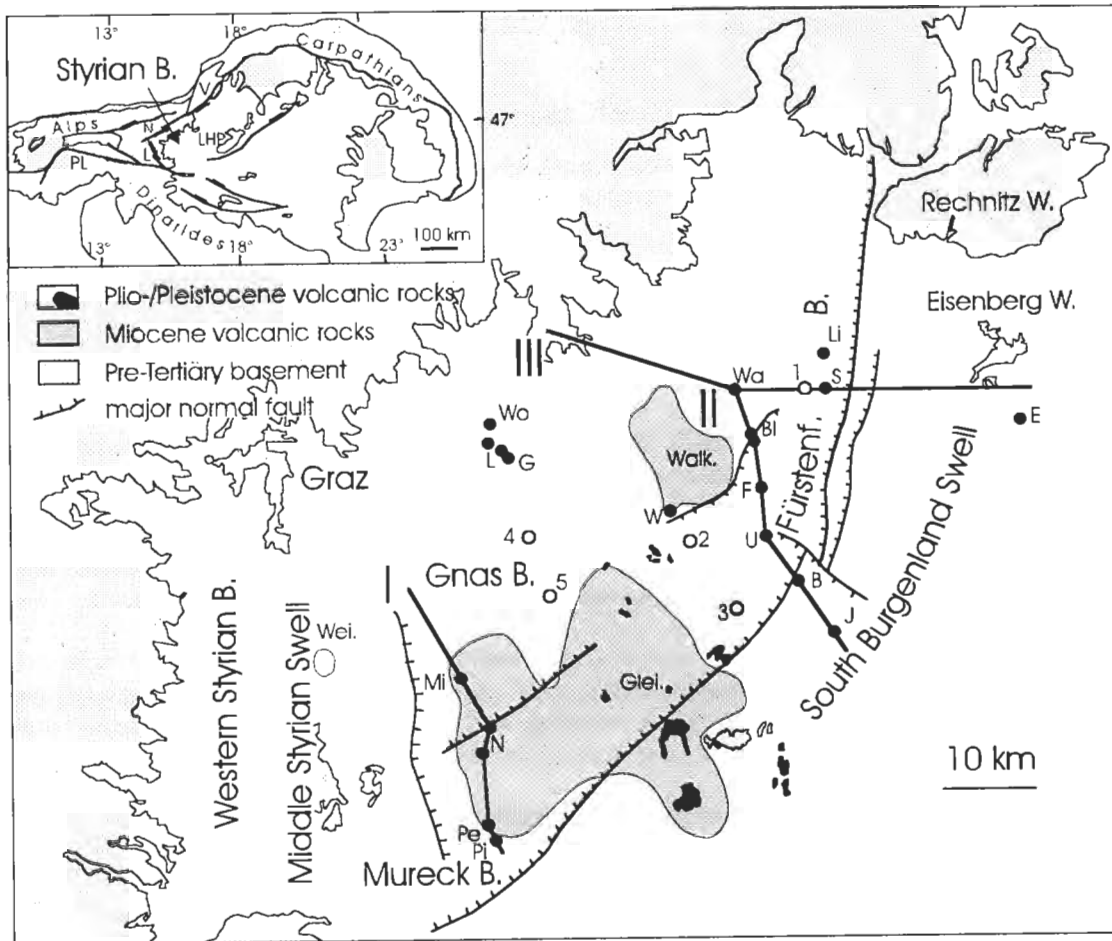 13°
18°
Carpathians
Styrian B.
V
47°
Alps
N
LHP
L
PL
Dinarides
100 km
13°
18°
23°
Plio-/Pleistocene volcanic rocks
Miocene volcanic rocks
Pre-Tertiary basement
major normal fault
Rechnitz W.
Eisenberg W.
Fürstenf. B.
Li
1
S
E
III
Wa
II
Bl
Walk.
Wo
L G
Graz
F
W
4
2
U
Gnas B.
5
I
3
B
J
South Burgenland Swell
Western Styrian B.
Middle Styrian Swell
Wei.
Mi
Glei.
N
10 km
Pe
Pi
Mureck B.